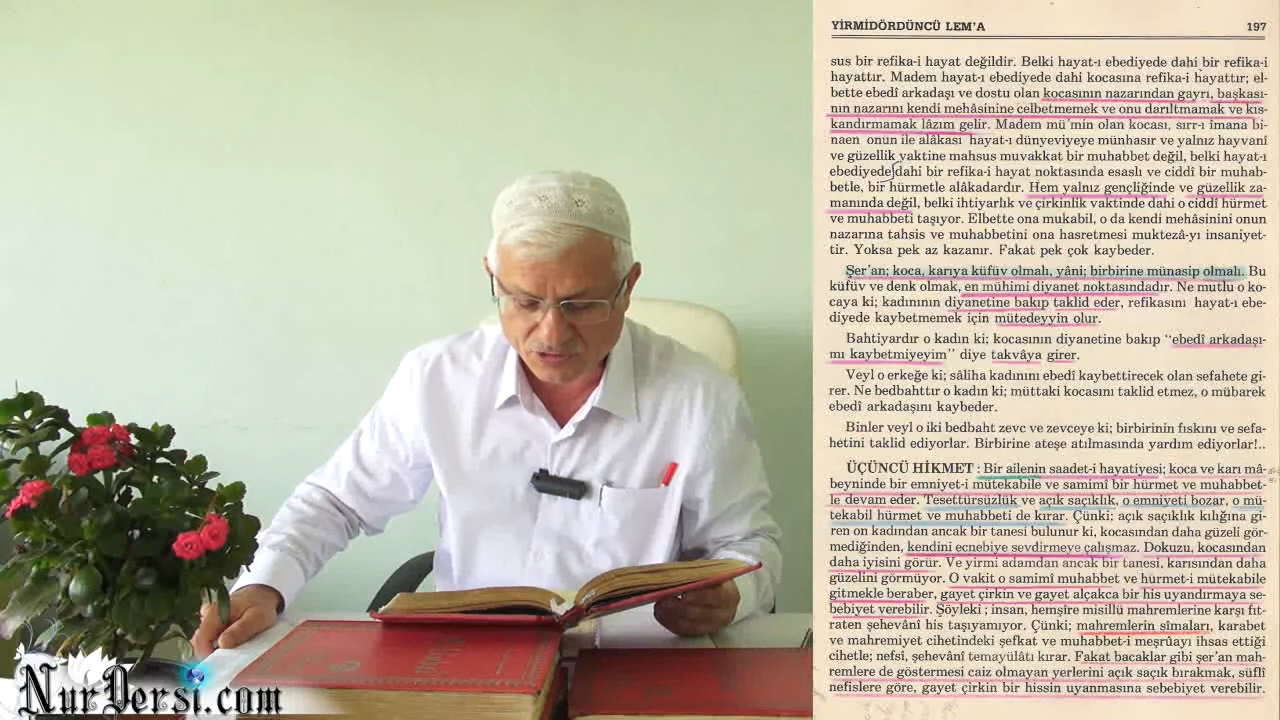 YİRMİDÖRDÜNCÜ LEM'A 197
sus bir refika-i hayat değildir. Belki hayat-ı ebediyede dahi bir refika-i
hayattır. Madem hayat-ı ebediyede dahi kocasına refika-i hayattır; el-
bette ebedî arkadaşı ve dostu olan kocasının nazarından gayrı, başkası-
nın nazarını kendi mehâsinine celbetmemek ve onu darıltmamak ve kıs-
kandırmamak lâzım gelir. Madem mü'min olan kocası, sırr-ı îmana bi-
naen onun ile alâkası hayat-ı dünyeviyeye münhasır ve yalnız hayvanî
ve güzellik vaktine mahsus muvakkat bir muhabbet değil, belki hayat-ı
ebediyede dahi bir refika-i hayat noktasında esaslı ve ciddî bir muhab-
betle, bir hürmetle alâkadardır. Hem yalnız gençliğinde ve güzellik za-
manında değil, belki ihtiyarlık ve çirkinlik vaktinde dahi o ciddî hürmet
ve muhabbeti taşıyor. Elbette ona mukabil, o da kendi mehâsinini onun
nazarına tahsis ve muhabbetini ona hasretmesi mukteza-yı insaniyet-
tir. Yoksa pek az kazanır. Fakat pek çok kaybeder.
Şer'an; koca, karıya küfüv olmalı, yâni; birbirine münasip olmalı. Bu
küfüv ve denk olmak, en mühimi diyanet noktasındadır. Ne mutlu o ko-
caya ki; kadınının diyanetine bakıp taklid eder, refikasını hayat-ı ebe-
diyede kaybetmemek için mütedeyyin olur.
Bahtiyardır o kadın ki; kocasının diyanetine bakıp "ebedî arkadaşı-
mı kaybetmiyeyim" diye takvâya girer.
Veyl o erkeğe ki; sâliha kadınını ebedî kaybettirecek olan sefahete gi-
rer. Ne bedbahttır o kadın ki; müttaki kocasını taklid etmez, o mübarek
ebedî arkadaşını kaybeder.
Binler veyl o iki bedbaht zevc ve zevceye ki; birbirinin fıskını ve sefa-
hetini taklid ediyorlar. Birbirine ateşe atılmasında yardım ediyorlar!..
ÜÇÜNCÜ HİKMET : Bir ailenin saadet-i hayatiyesi; koca ve karı mâ-
beyninde bir emniyet-i mütekabile ve samimî bir hürmet ve muhabbet-
le devam eder. Tesettürsüzlük ve açık saçıklık, o emniyeti bozar, o mü-
tekabil hürmet ve muhabbeti de kırar. Çünki; açık saçıklık kılığına gi-
ren on kadından ancak bir tanesi bulunur ki, kocasından daha güzeli gör-
mediğinden, kendini ecnebiye sevdirmeye çalışmaz. Dokuzu, kocasından
daha iyisini görür. Ve yirmi adamdan ancak bir tanesi, karısından daha
güzelini görmüyor. O vakit o samimî muhabbet ve hürmet-i mütekabile
gitmekle beraber, gayet çirkin ve gayet alçakca bir his uyandırmaya se-
bebiyet verebilir. Şöyleki ; insan, hemşire misillü mahremlerine karşı fıt-
raten şehevanî his taşıyamıyor. Çünki; mahremlerin sîmaları, karabet
ve mahremiyet cihetindeki şefkat ve muhabbet-i meşrûayı ihsas ettiği
cihetle; nefsî, şehevanî temayülâtı kırar. Fakat bacaklar gibi şer'an mah-
remlere de göstermesi caiz olmayan yerlerini açık saçık bırakmak, süflî
nefislere göre, gayet çirkin bir hissin uyanmasına sebebiyet verebilir.
NurDersi.com